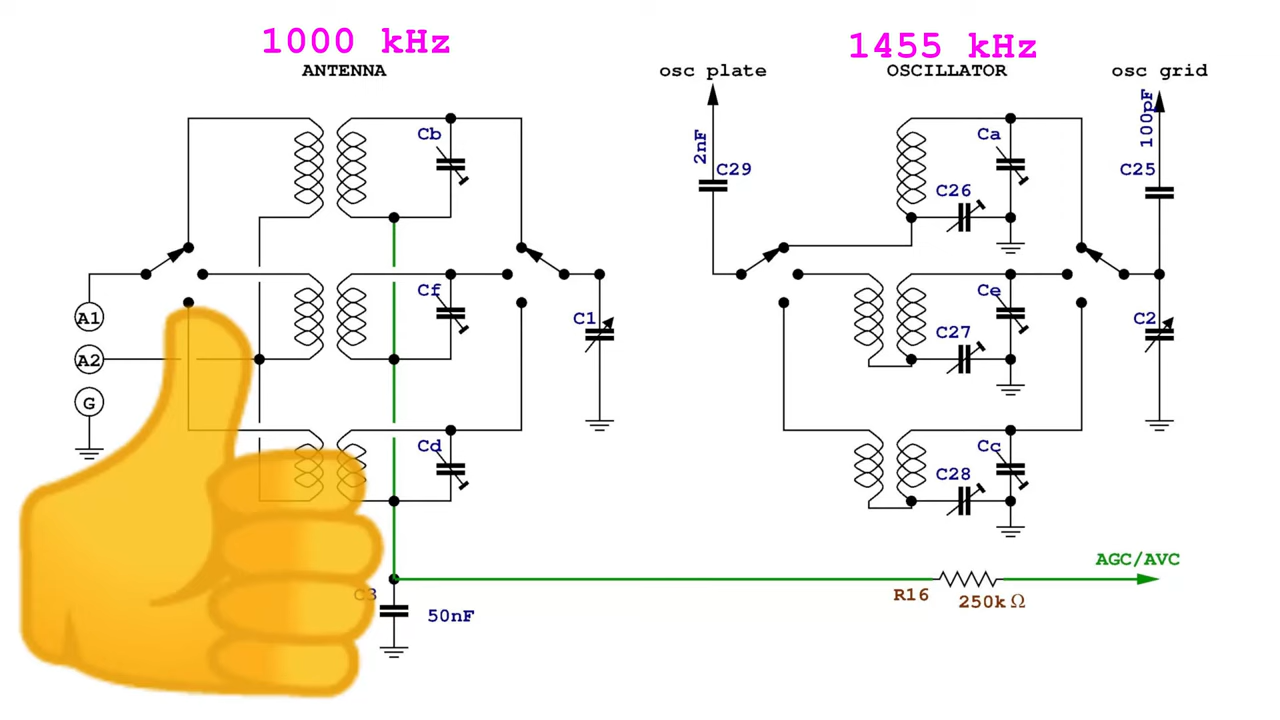 1000 kHz
1455 kHz
ANTENNA
osc plate
OSCILLATOR
osc grid
Cb
2nF
C29
Ca
100pF
C25
C26
A1
Cf
C1
Ce
C27
C2
A2
G
Cd
Cc
C28
AGC/AVC
C3
50nF
R16
250kΩ